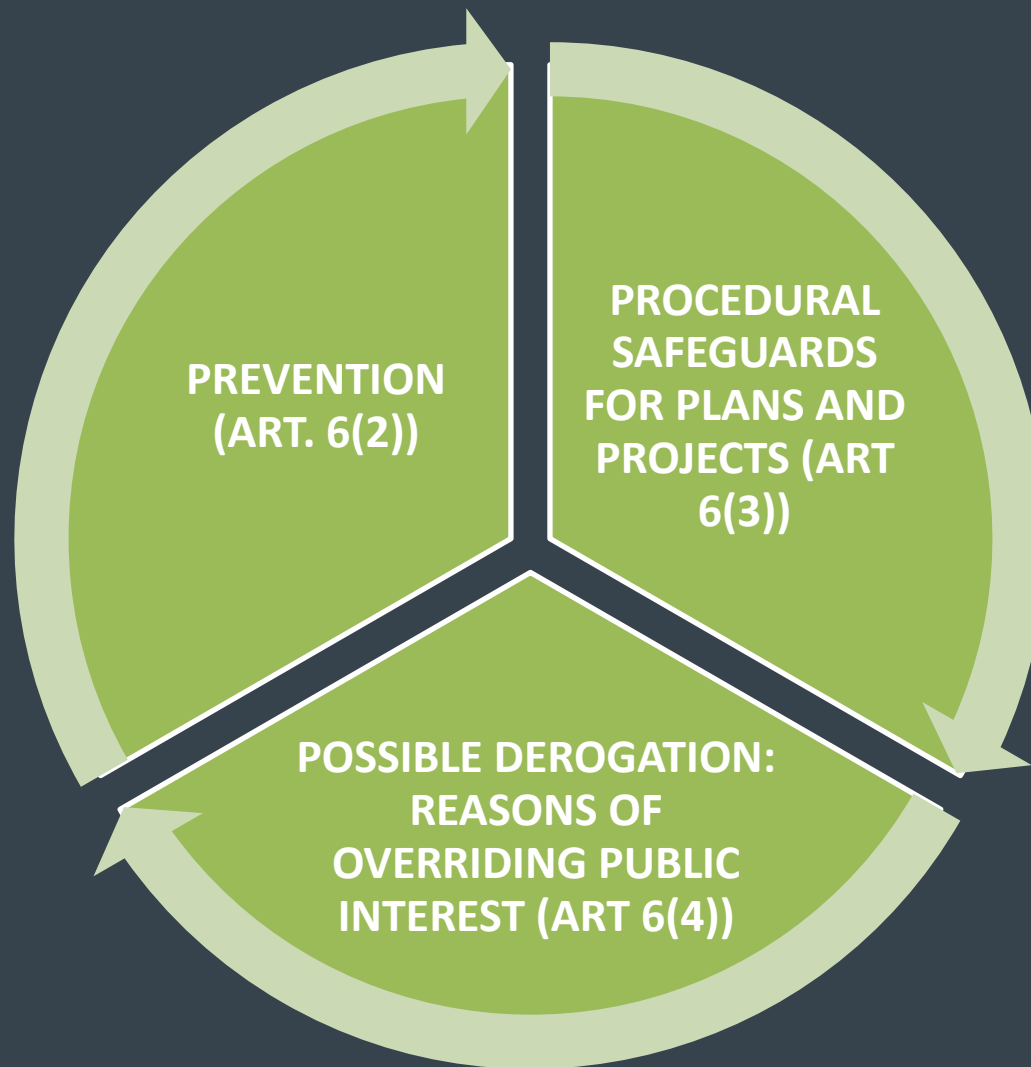 PREVENTION
(ART. 6(2))
PROCEDURAL
SAFEGUARDS
FOR PLANS AND
PROJECTS (ART
6(3))
POSSIBLE DEROGATION:
REASONS OF
OVERRIDING PUBLIC
INTEREST (ART 6(4))